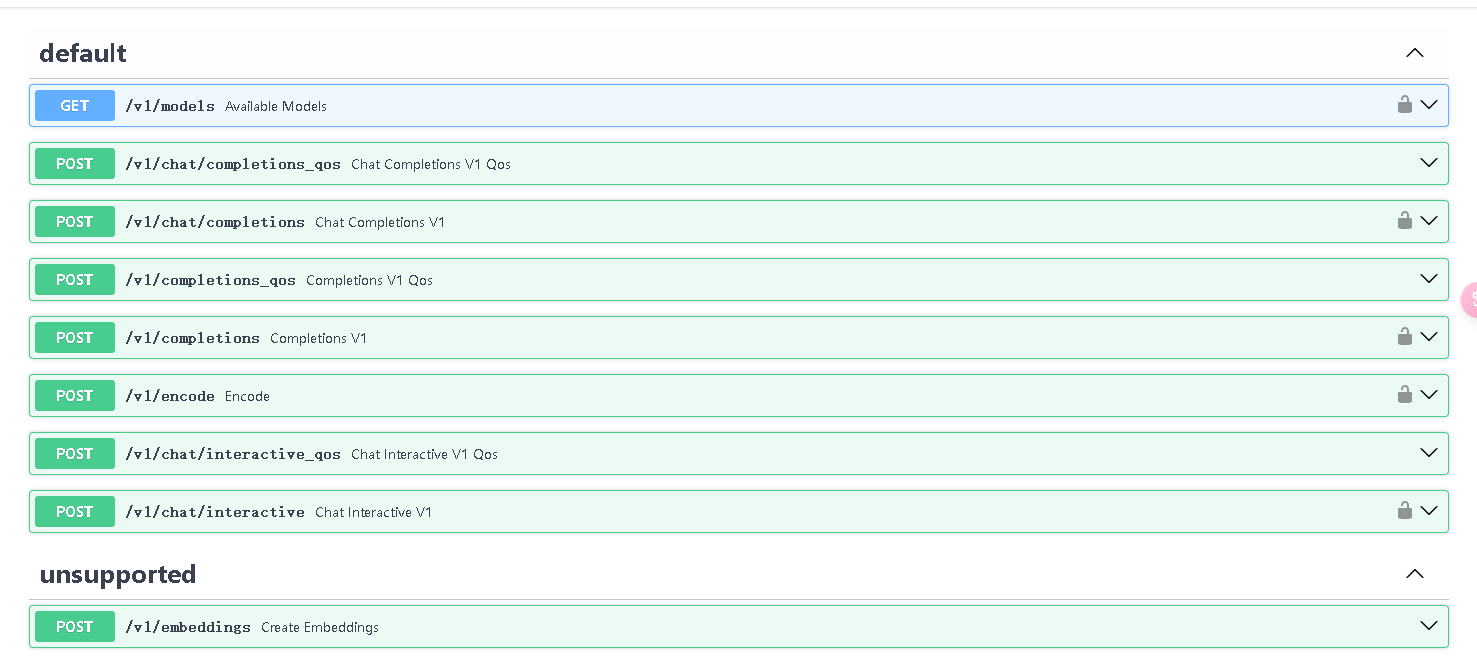 default
GET /v1/models Available Models
POST /v1/chat/completions_qos Chat Completions V1 Qos
POST /v1/chat/completions Chat Completions V1
POST /v1/completions_qos Completions V1 Qos
POST /v1/completions Completions V1
POST /v1/encode Encode
POST /v1/chat/interactive_qos Chat Interactive V1 Qos
POST /v1/chat/interactive Chat Interactive V1
unsupported
POST /v1/embeddings Create Embeddings